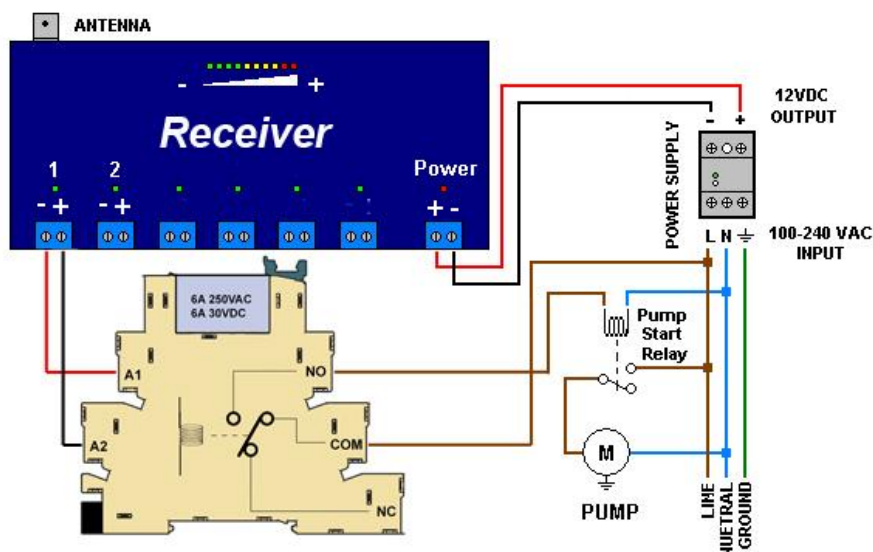 ANTENNA
- +
Receiver
1 2 Power
- + - + + -
12VDC
OUTPUT
- +
POWER SUPPLY
L N
100-240 VAC
INPUT
6A 250VAC
6A 30VDC
A1
NO
A2
COM
NC
Pump
Start
Relay
M
PUMP
LINE
NUETRAL
GROUND